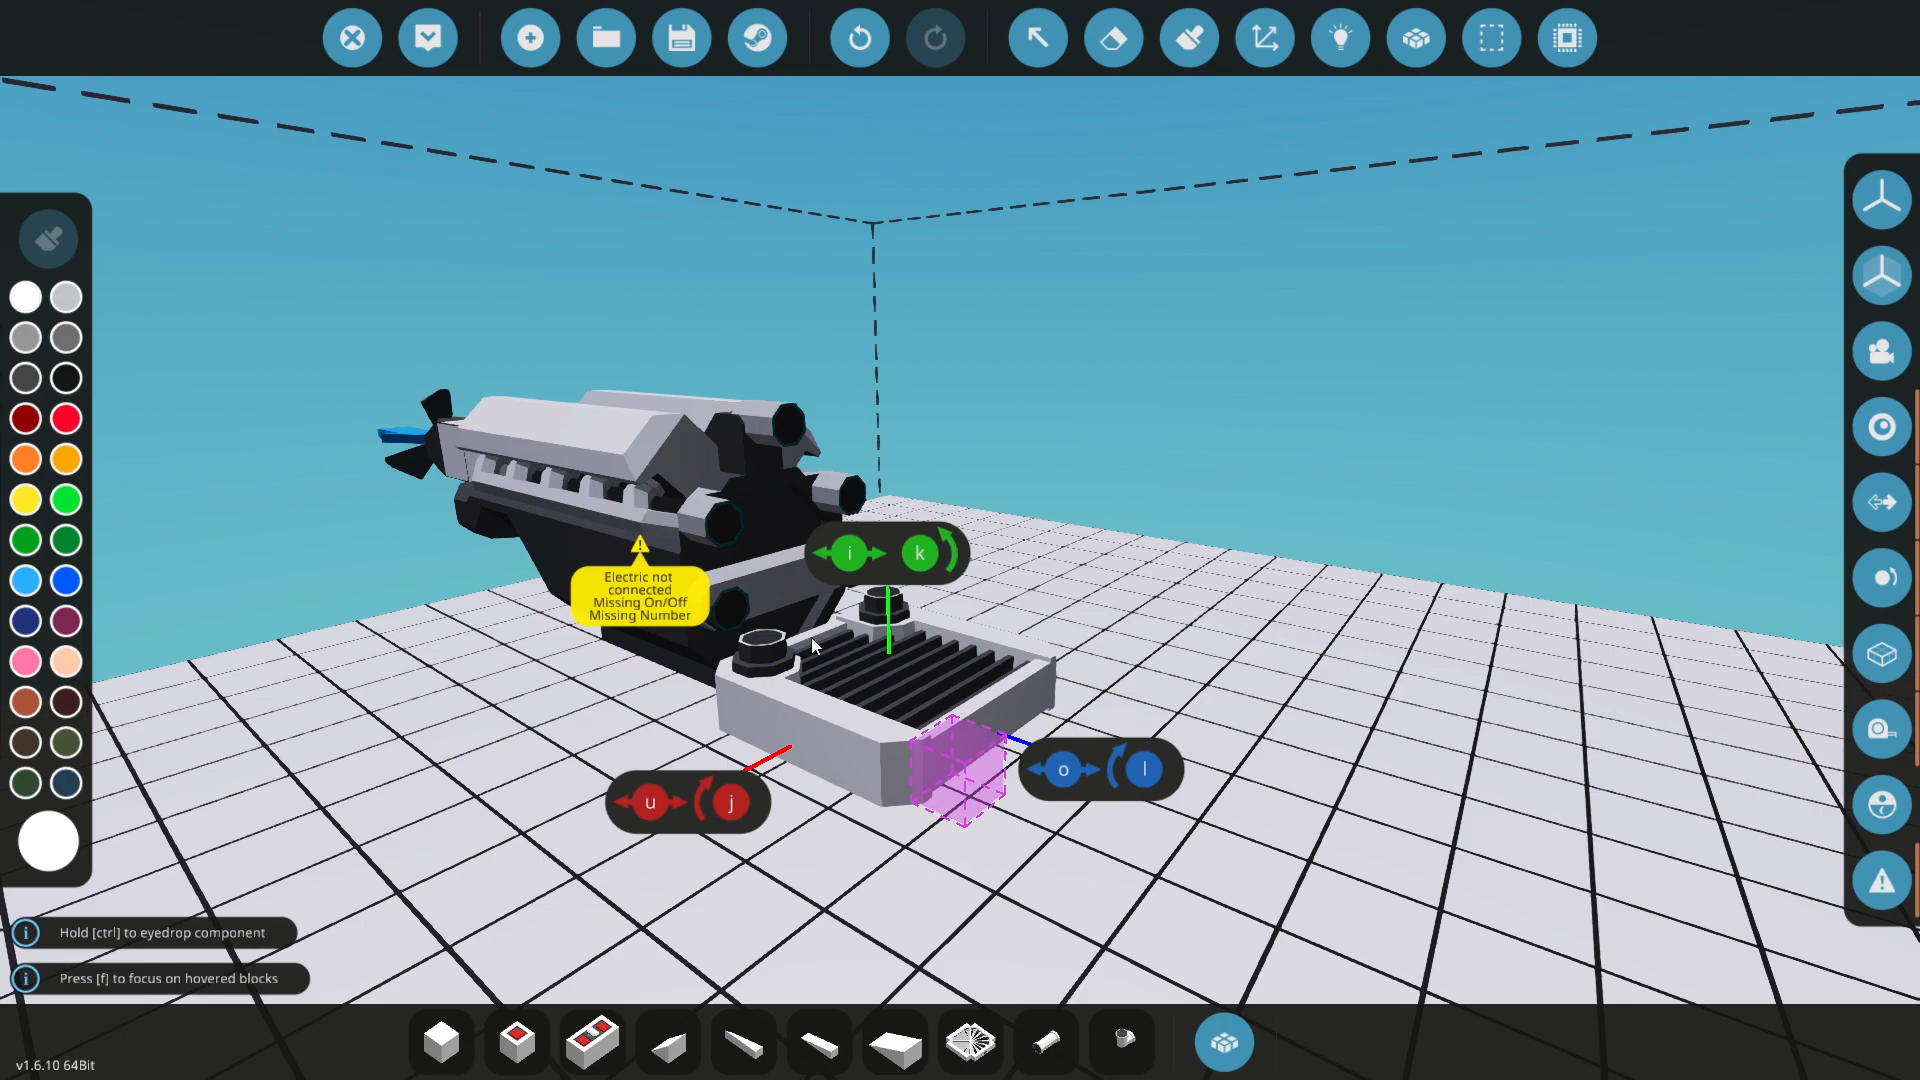 i
k
Electric not
connected
Missing On/Off
Missing Number
o
l
u
j
Hold [ctrl] to eyedrop component
Press [f] to focus on hovered blocks
v1.6.10 64Bit